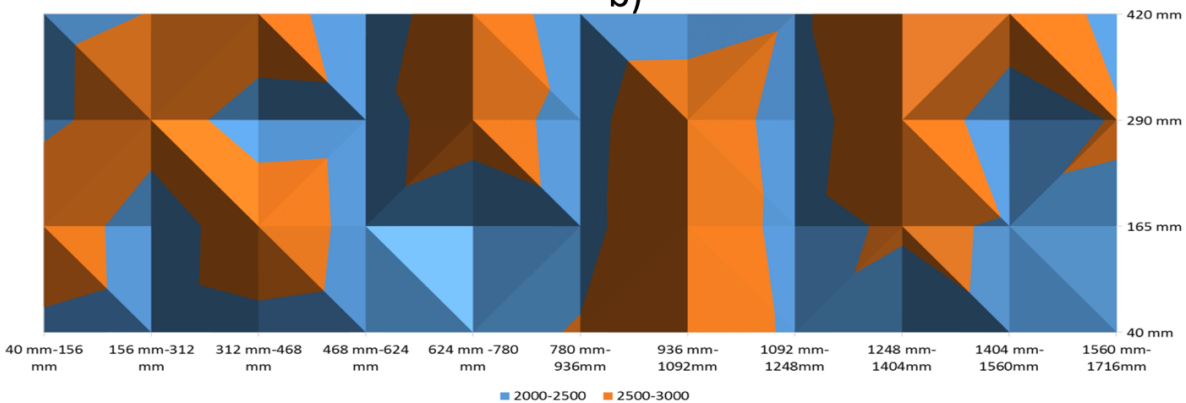 b)
420 mm
290 mm
165 mm
40 mm
40 mm-156 mm
156 mm-312 mm
312 mm-468 mm
468 mm-624 mm
624 mm -780 mm
780 mm-936mm
936 mm-1092mm
1092 mm-1248mm
1248 mm-1404mm
1404 mm-1560mm
1560 mm-1716mm
2000-2500
2500-3000